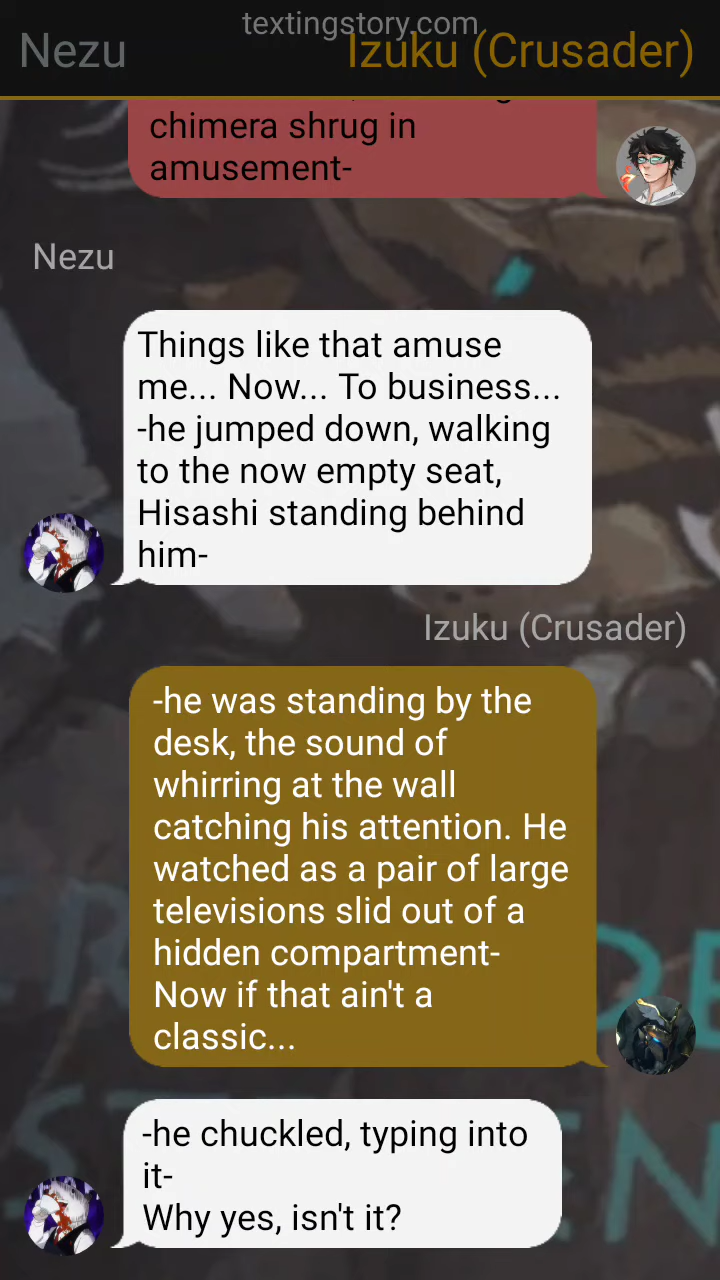 textingstory.com
Nezu
Izuku (Crusader)
chimera shrug in
amusement-
Nezu
Things like that amuse
me... Now... To business...
-he jumped down, walking
to the now empty seat,
Hisashi standing behind
him-
Izuku (Crusader)
-he was standing by the
desk, the sound of
whirring at the wall
catching his attention. He
watched as a pair of large
televisions slid out of a
hidden compartment-
Now if that ain't a
classic...
-he chuckled, typing into
it-
Why yes, isn't it?